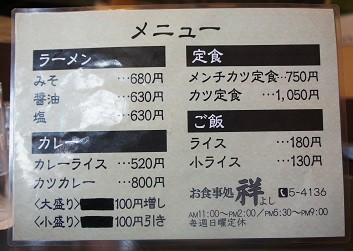 メニュー
ラーメン
みそ …680円
醤油 …630円
塩 …630円
カレー
カレーライス …520円
カツカレー …800円
〈大盛り〉 100円増し
〈小盛り〉 100円引き
定食
メンチカツ定食…750円
カツ定食 …1,050円
ご飯
ライス …180円
小ライス …130円
お食事処 祥 よし 5-4136
AM11:00～PM2:00／PM5:30～PM9:00
毎週日曜定休